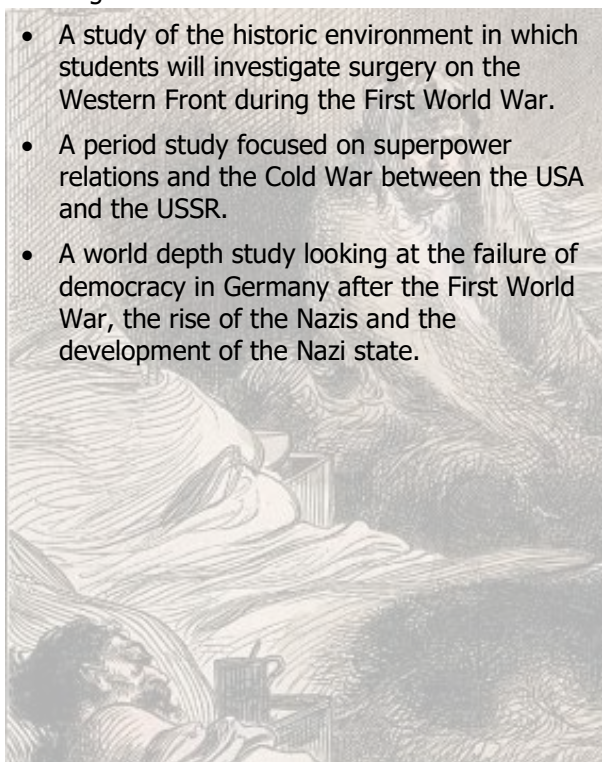 • A study of the historic environment in which
students will investigate surgery on the
Western Front during the First World War.
• A period study focused on superpower
relations and the Cold War between the USA
and the USSR.
• A world depth study looking at the failure of
democracy in Germany after the First World
War, the rise of the Nazis and the
development of the Nazi state.